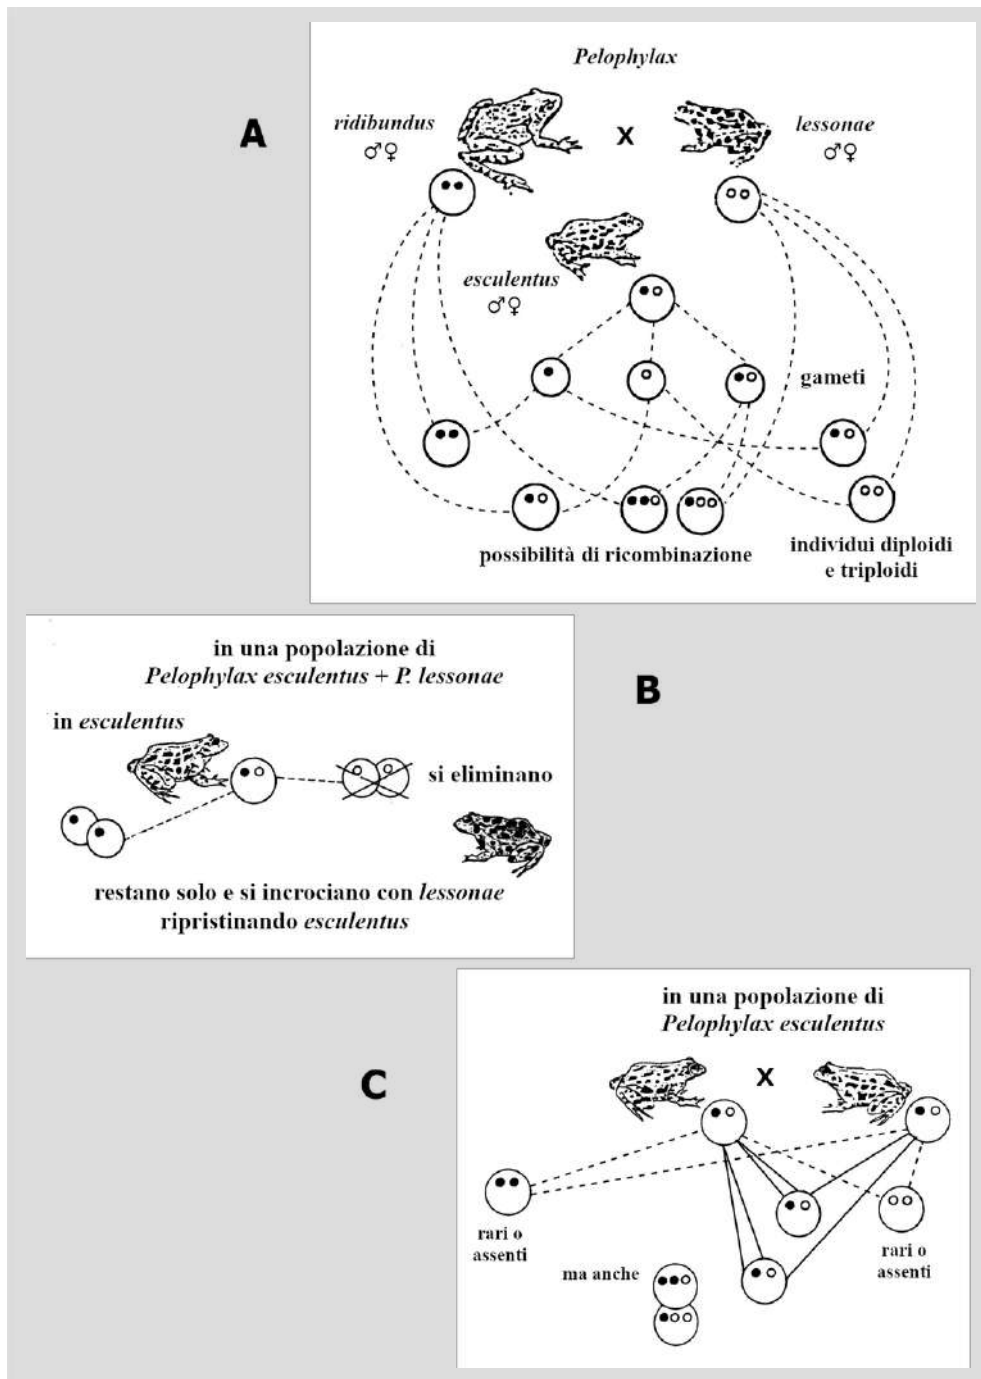 A
Pelophylax
ridibundus
♂♀
X
lessonae
♂♀
esculentus
♂♀
gameti
possibilità di ricombinazione
individui diploidi
e triploidi
B
in una popolazione di
Pelophylax esculentus + P. lessonae
in esculentus
si eliminano
restano solo e si incrociano con lessonae
ripristinando esculentus
C
in una popolazione di
Pelophylax esculentus
X
rari o
assenti
rari o
assenti
ma anche